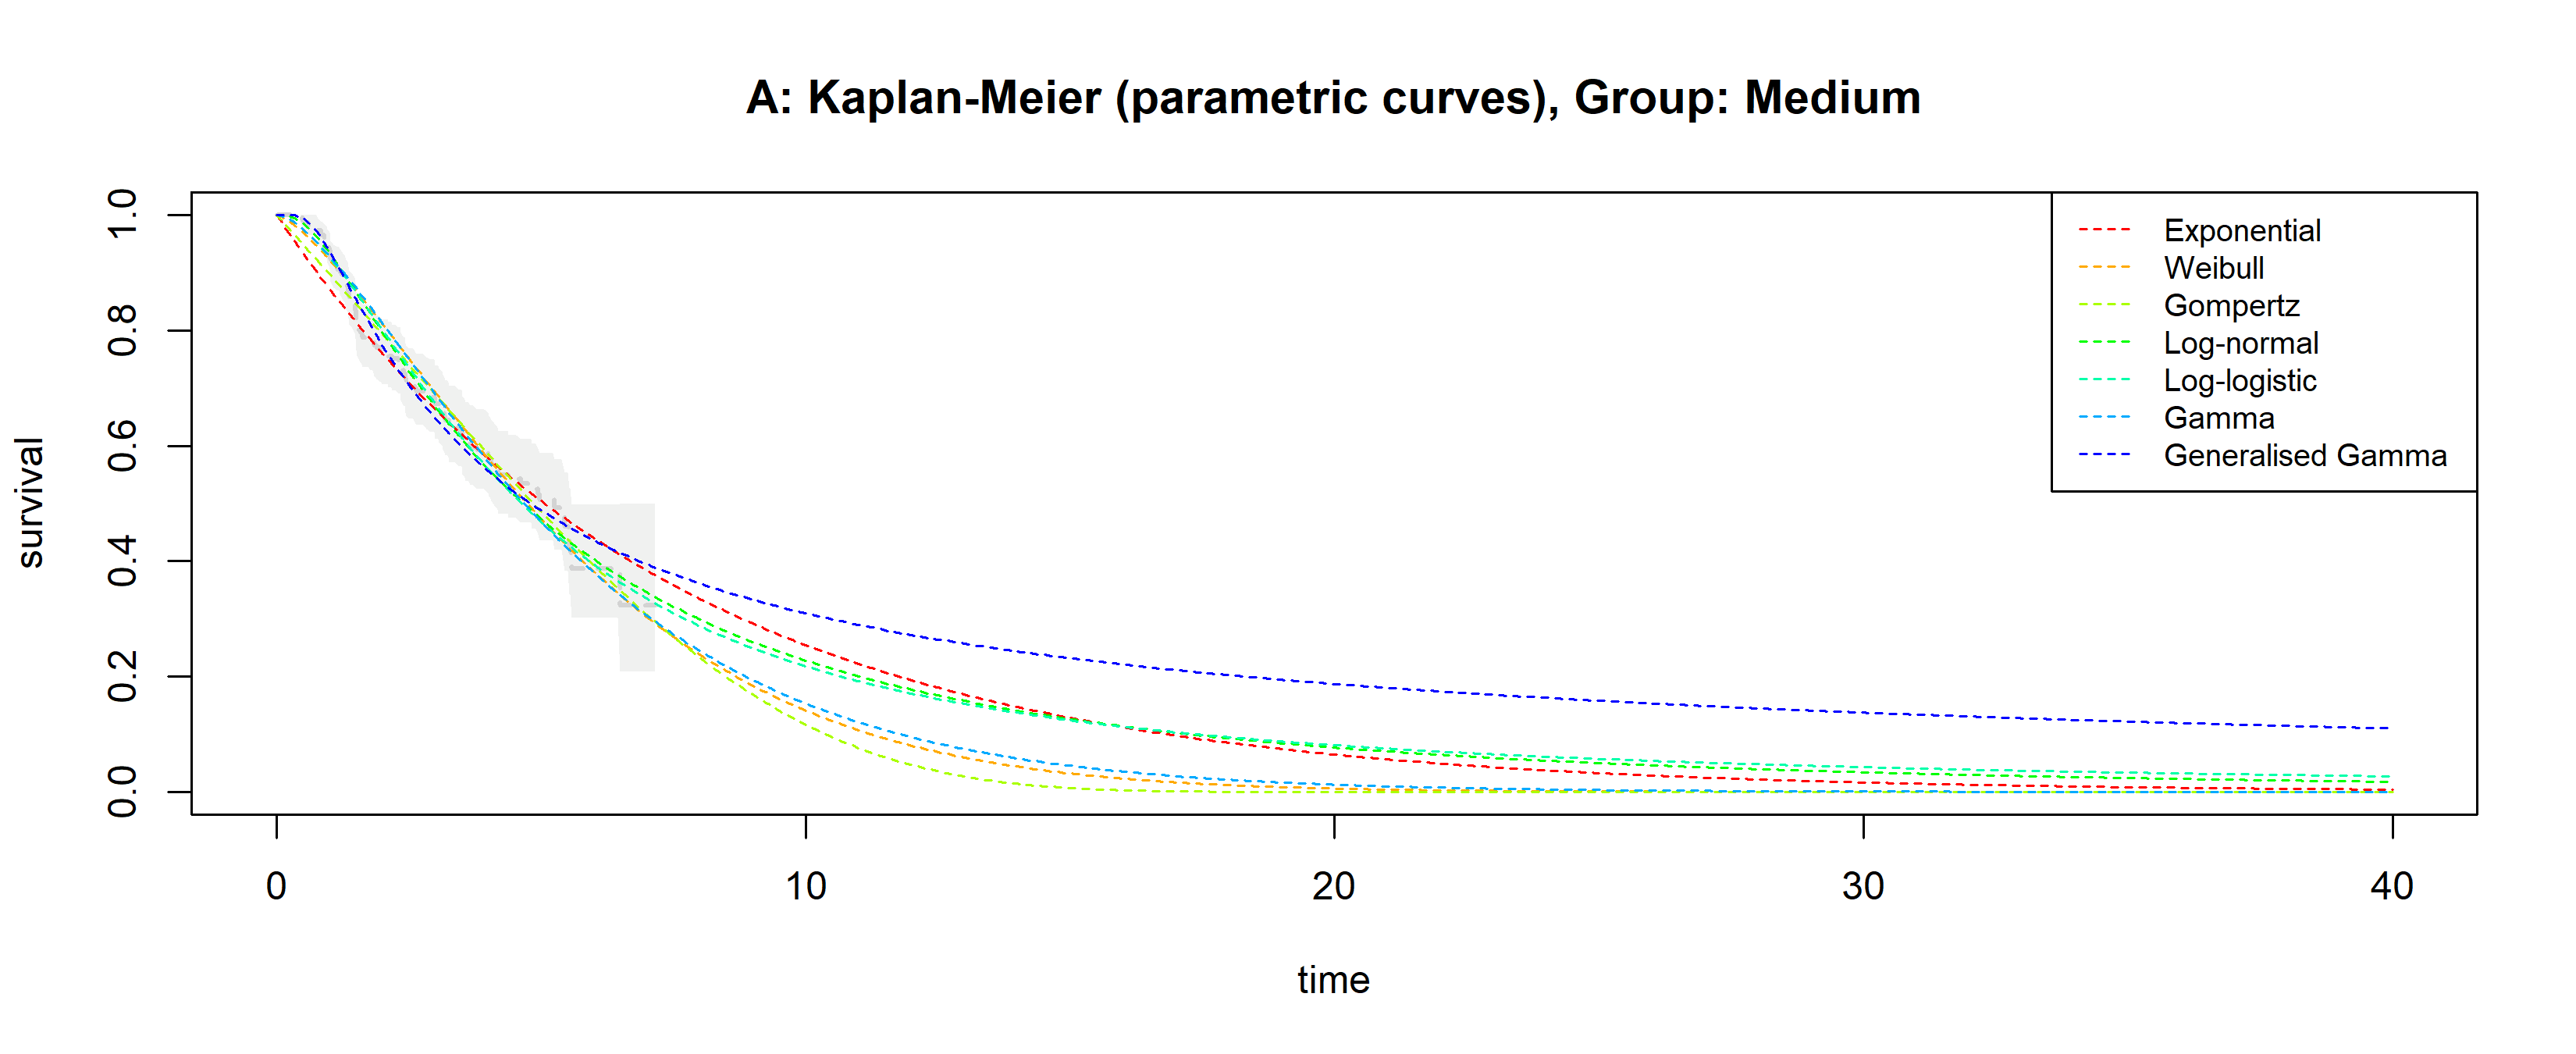 A: Kaplan-Meier (parametric curves), Group: Medium
survival
1.0
0.8
0.6
0.4
0.2
0.0
Exponential
Weibull
Gompertz
Log-normal
Log-logistic
Gamma
Generalised Gamma
0 10 20 30 40
time